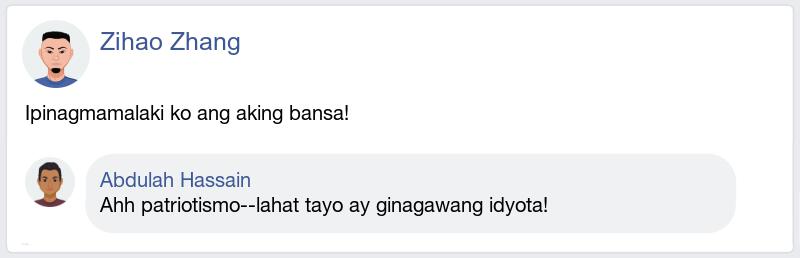 Zihao Zhang
Ipinagmamalaki ko ang aking bansa!
Abdulah Hassain
Ahh patriotismo--lahat tayo ay ginagawang idyota!